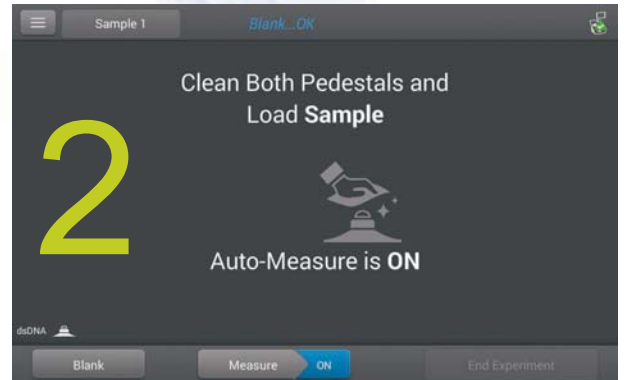 Sample 1
Blank...OK
Clean Both Pedestals and
Load Sample
2
Auto-Measure is ON
dsDNA
Blank
Measure
ON
End Experiment